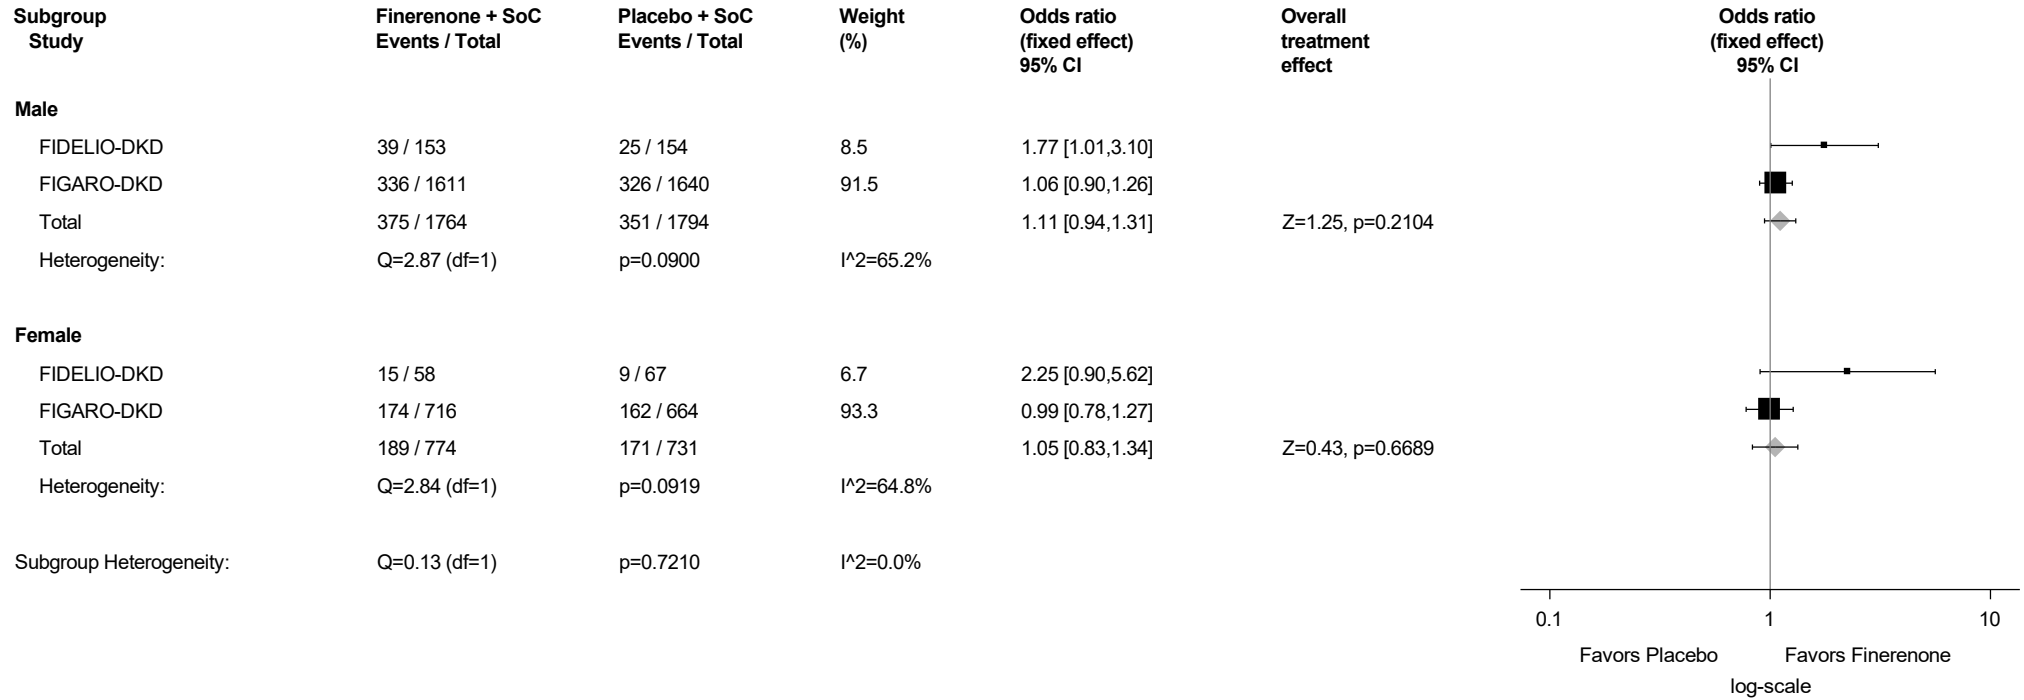 Subgroup Finerenone + SoC Placebo + SoC Weight Odds ratio Overall Odds ratio
Study Events / Total Events / Total (%) (fixed effect) treatment (fixed effect)
95% CI effect 95% CI
Male
FIDELIO-DKD 39 / 153 25 / 154 8.5 1.77 [1.01,3.10]
FIGARO-DKD 336 / 1611 326 / 1640 91.5 1.06 [0.90,1.26]
Total 375 / 1764 351 / 1794 1.11 [0.94,1.31] Z=1.25, p=0.2104
Heterogeneity: Q=2.87 (df=1) p=0.0900 I^2=65.2%
Female
FIDELIO-DKD 15 / 58 9 / 67 6.7 2.25 [0.90,5.62]
FIGARO-DKD 174 / 716 162 / 664 93.3 0.99 [0.78,1.27]
Total 189 / 774 171 / 731 1.05 [0.83,1.34] Z=0.43, p=0.6689
Heterogeneity: Q=2.84 (df=1) p=0.0919 I^2=64.8%
Subgroup Heterogeneity: Q=0.13 (df=1) p=0.7210 I^2=0.0%
0.1 1 10
Favors Placebo Favors Finerenone
log-scale